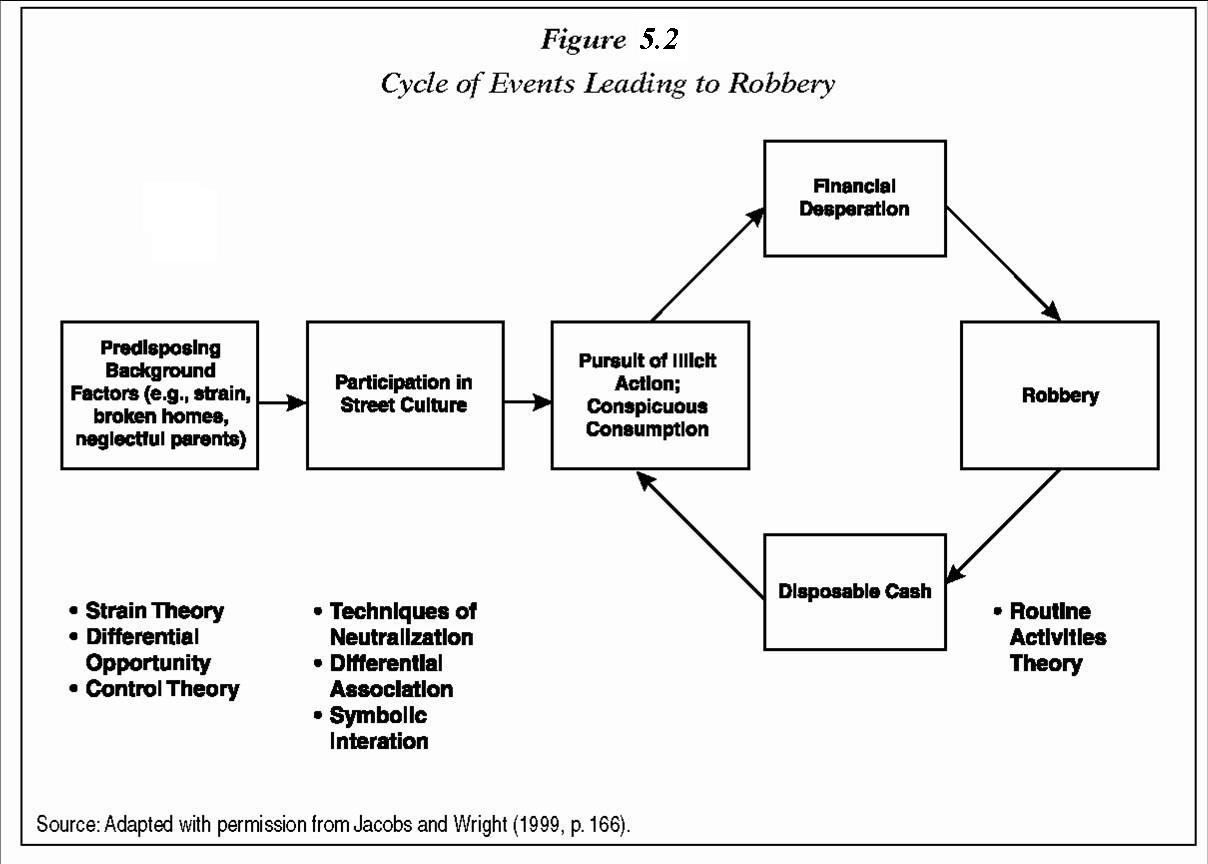 Figure 5.2
Cycle of Events Leading to Robbery
Financial
Desperation
Predisposing
Background
Factors (e.g., strain,
broken homes,
neglectful parents)
Participation in
Street Culture
Pursuit of Illicit
Action;
Conspicuous
Consumption
Robbery
Disposable Cash
• Strain Theory
• Differential
Opportunity
• Control Theory
• Techniques of
Neutralization
• Differential
Association
• Symbolic
Interation
• Routine
Activities
Theory
Source: Adapted with permission from Jacobs and Wright (1999, p. 166).